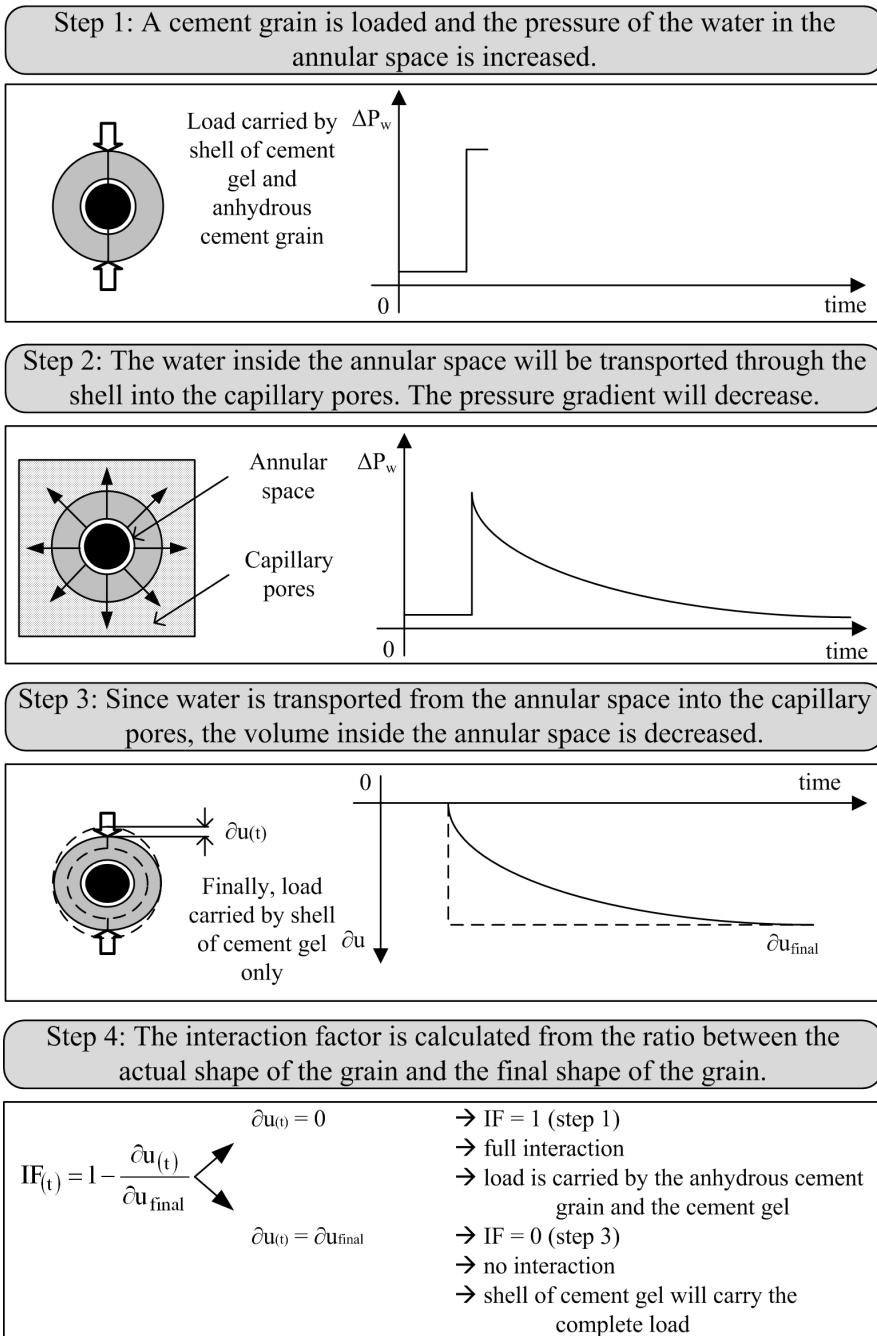 Step 1: A cement grain is loaded and the pressure of the water in the
annular space is increased.
Load carried by
shell of cement
gel and
anhydrous
cement grain
ΔPw
0
time
Step 2: The water inside the annular space will be transported through the
shell into the capillary pores. The pressure gradient will decrease.
Annular
space
Capillary
pores
ΔPw
0
time
Step 3: Since water is transported from the annular space into the capillary
pores, the volume inside the annular space is decreased.
∂u(t)
Finally, load
carried by shell
of cement gel
only
0
time
∂u
∂ufinal
Step 4: The interaction factor is calculated from the ratio between the
actual shape of the grain and the final shape of the grain.
IF(t) = 1 − ∂u(t) / ∂ufinal
∂u(t) = 0
→ IF = 1 (step 1)
→ full interaction
→ load is carried by the anhydrous cement
grain and the cement gel
∂u(t) = ∂ufinal
→ IF = 0 (step 3)
→ no interaction
→ shell of cement gel will carry the
complete load